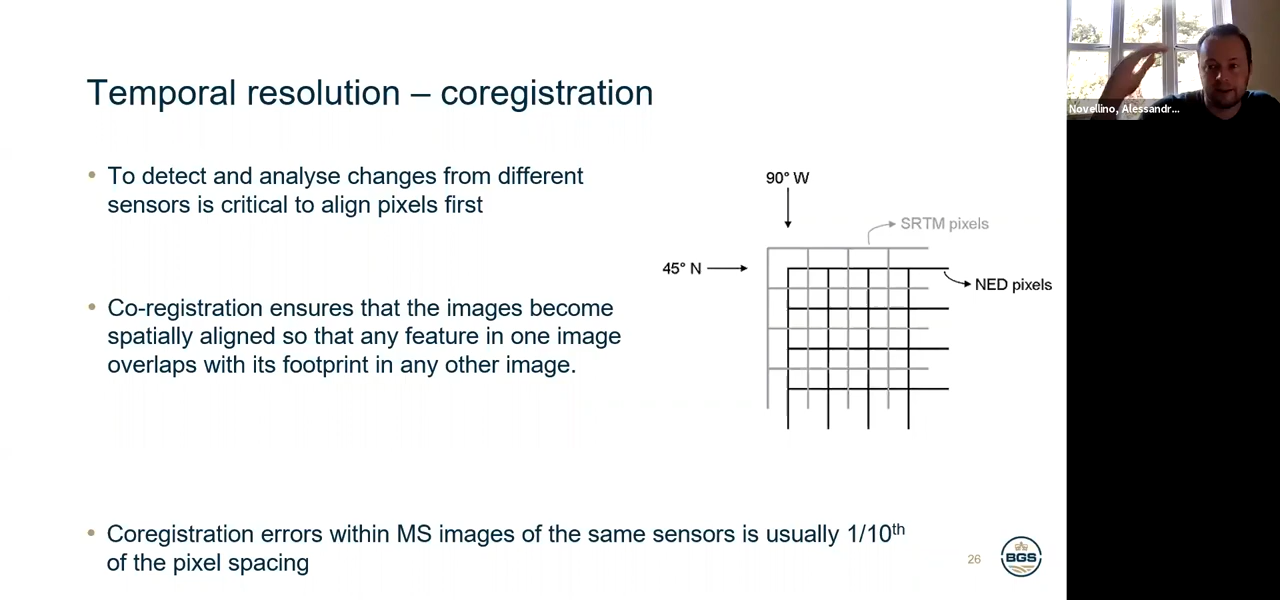 Temporal resolution – coregistration
Novellino, Alessandr...
• To detect and analyse changes from different
sensors is critical to align pixels first
90° W
SRTM pixels
45° N
NED pixels
• Co-registration ensures that the images become
spatially aligned so that any feature in one image
overlaps with its footprint in any other image.
• Coregistration errors within MS images of the same sensors is usually 1/10th
of the pixel spacing
26
BGS